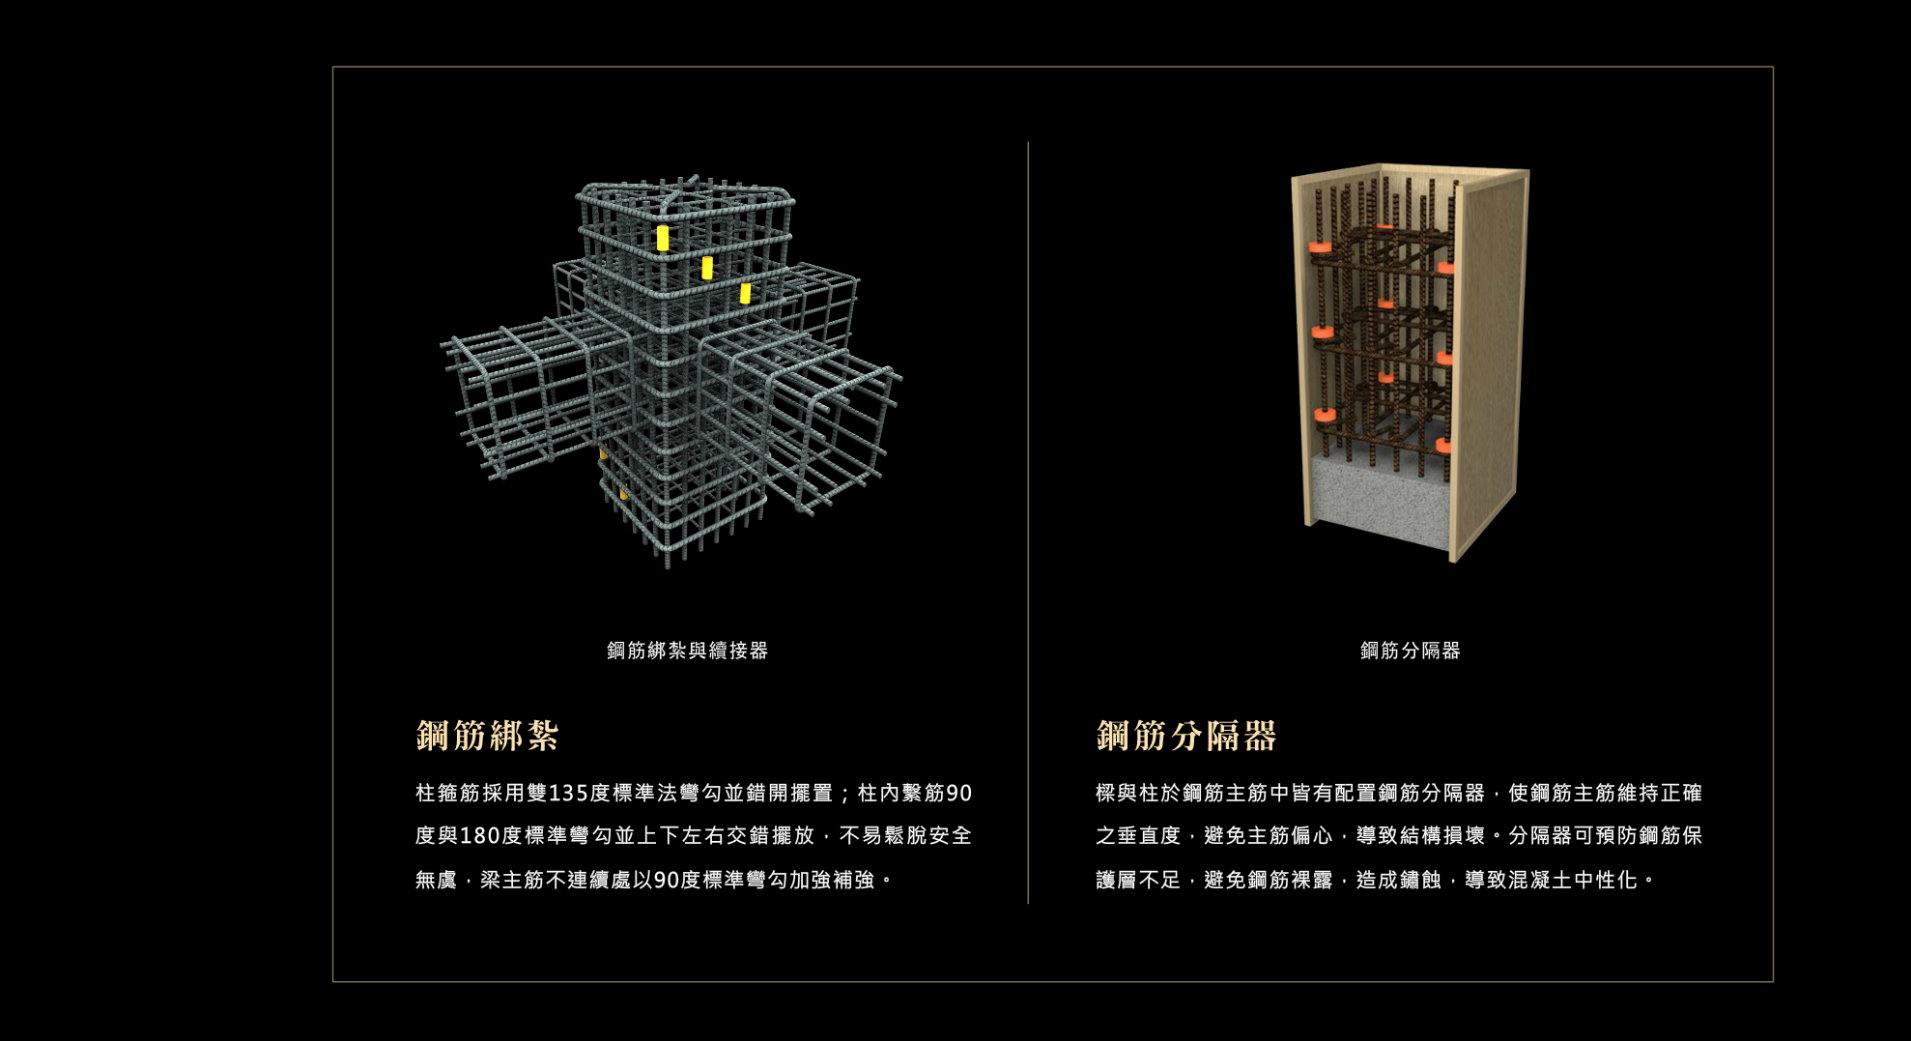 鋼筋綁紮與續接器
鋼筋綁紮
柱箍筋採用雙135度標準法彎勾並錯開擺置；柱內繫筋90
度與180度標準彎勾並上下左右交錯擺放，不易鬆脫安全
無虞，梁主筋不連續處以90度標準彎勾加強補強。
鋼筋分隔器
鋼筋分隔器
樑與柱於鋼筋主筋中皆有配置鋼筋分隔器，使鋼筋主筋維持正確
之垂直度，避免主筋偏心，導致結構損壞。分隔器可預防鋼筋保
護層不足，避免鋼筋裸露，造成鏽蝕，導致混凝土中性化。